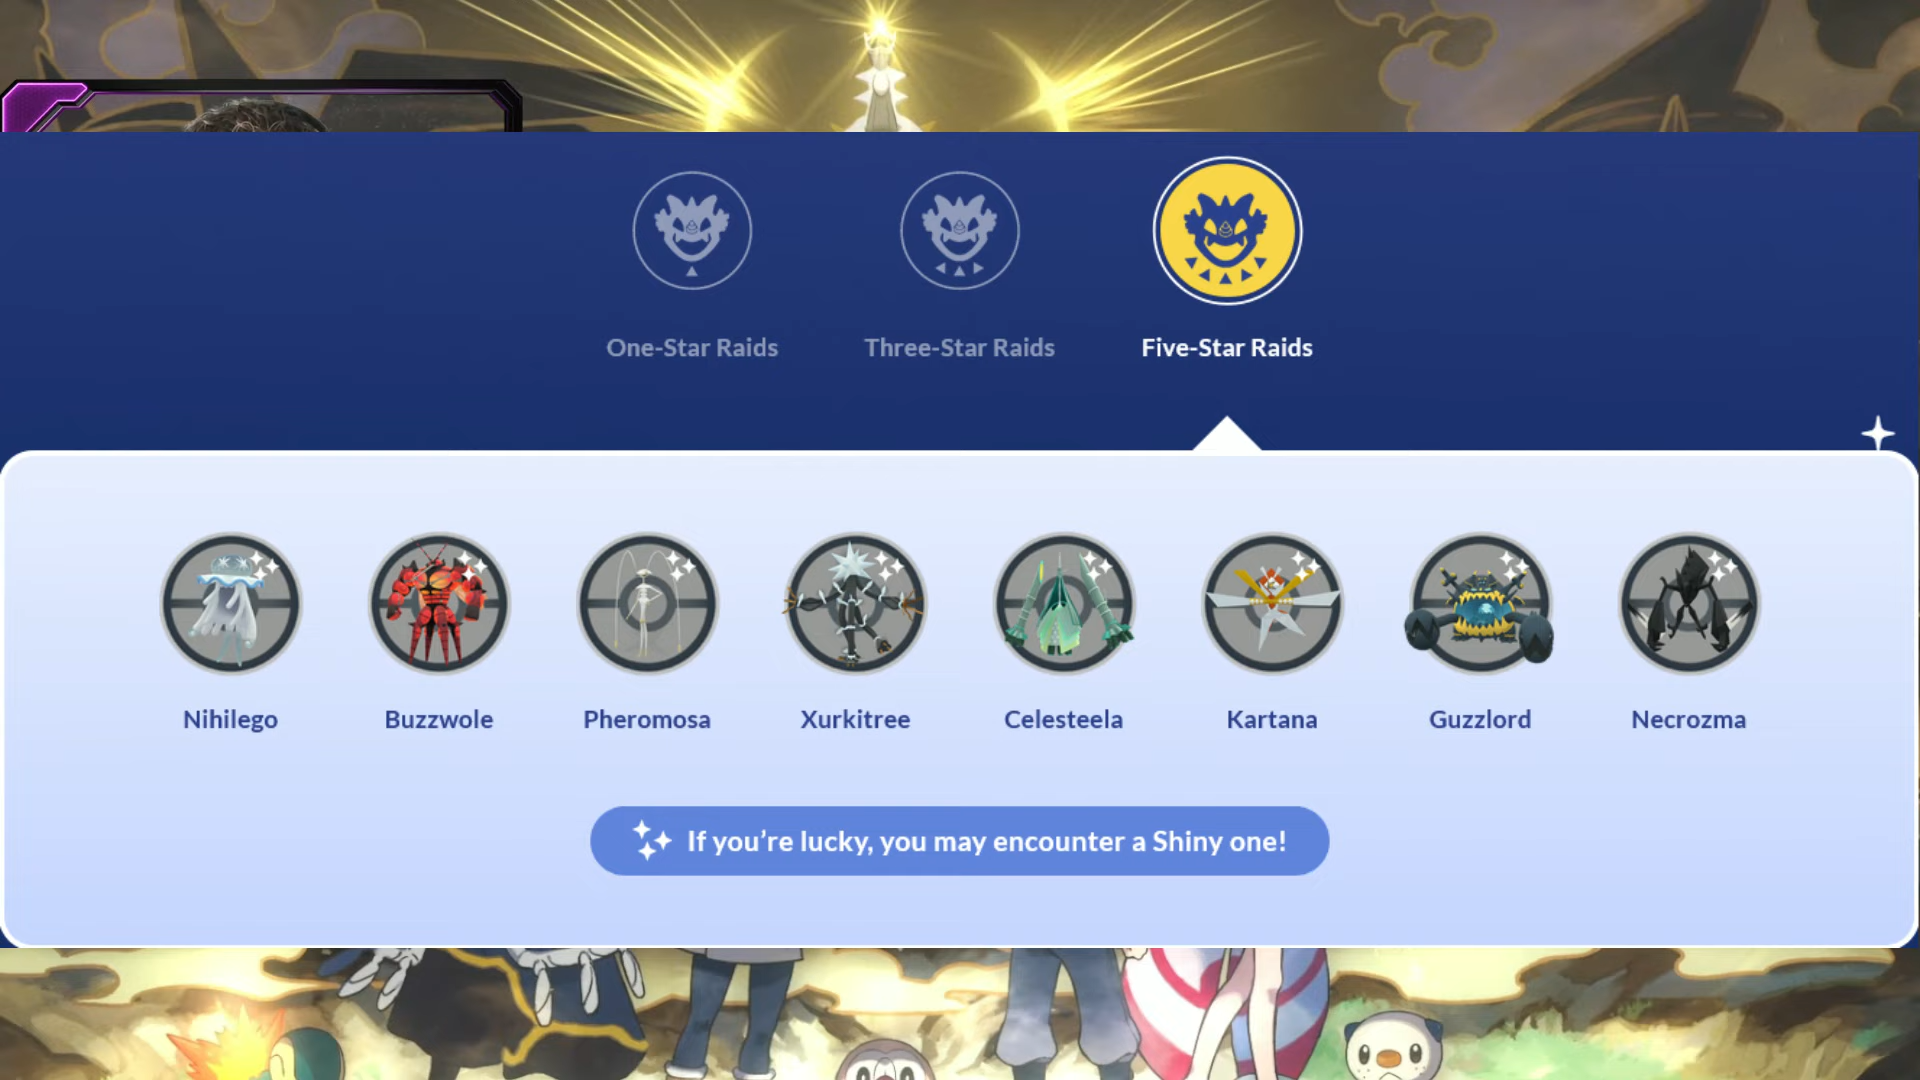 One-Star Raids
Three-Star Raids
Five-Star Raids
Nihilego
Buzzwole
Pheromosa
Xurkitree
Celesteela
Kartana
Guzzlord
Necrozma
If you’re lucky, you may encounter a Shiny one!